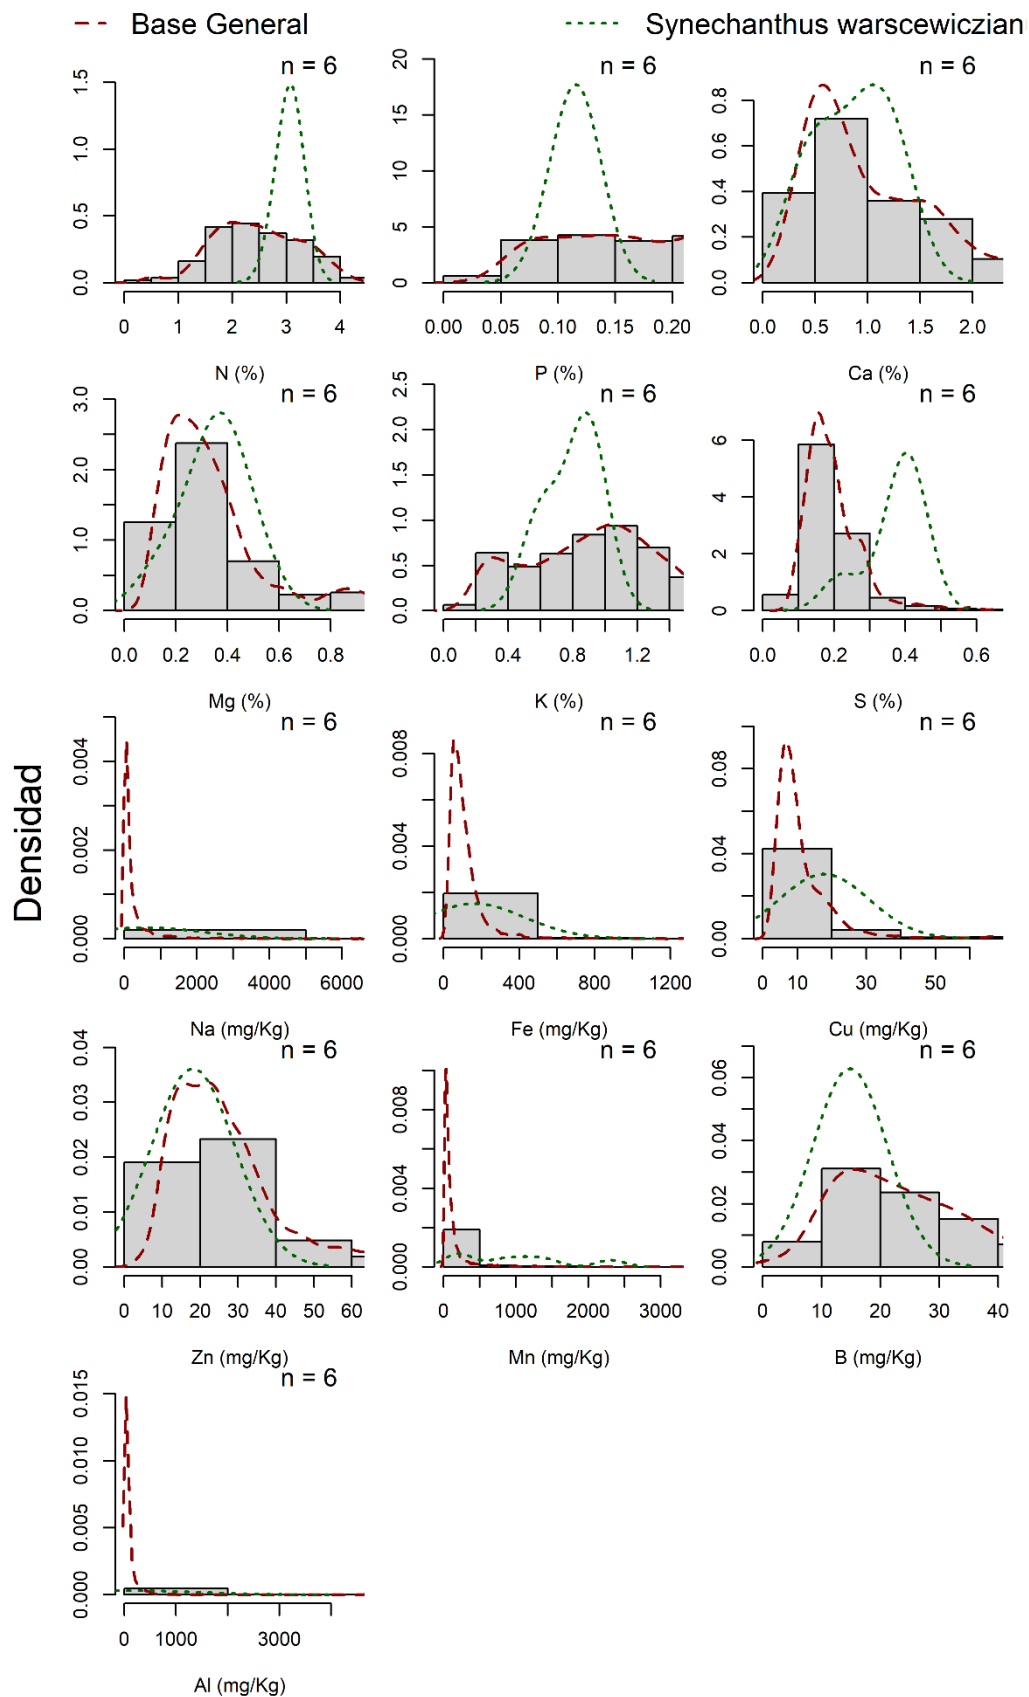 Base General
Synechanthus warscewiczian
n = 6
0.0 0.5 1.0 1.5
0 1 2 3 4
N (%)
n = 6
0 5 10 15 20
0.00 0.05 0.10 0.15 0.20
P (%)
n = 6
0.0 0.2 0.4 0.6 0.8
0.0 0.5 1.0 1.5 2.0
Ca (%)
n = 6
0.0 1.0 2.0 3.0
0.0 0.2 0.4 0.6 0.8
Mg (%)
n = 6
0.0 0.5 1.0 1.5 2.0 2.5
0.0 0.4 0.8 1.2
K (%)
n = 6
0 2 4 6
0.0 0.2 0.4 0.6
S (%)
Densidad
n = 6
0.000 0.002 0.004
0 2000 4000 6000
Na (mg/Kg)
n = 6
0.000 0.004 0.008
0 400 800 1200
Fe (mg/Kg)
n = 6
0.00 0.04 0.08
0 10 30 50
Cu (mg/Kg)
n = 6
0.00 0.01 0.02 0.03 0.04
0 10 20 30 40 50 60
Zn (mg/Kg)
n = 6
0.000 0.004 0.008
0 1000 2000 3000
Mn (mg/Kg)
n = 6
0.00 0.02 0.04 0.06
0 10 20 30 40
B (mg/Kg)
n = 6
0.000 0.005 0.010 0.015
0 1000 3000
Al (mg/Kg)